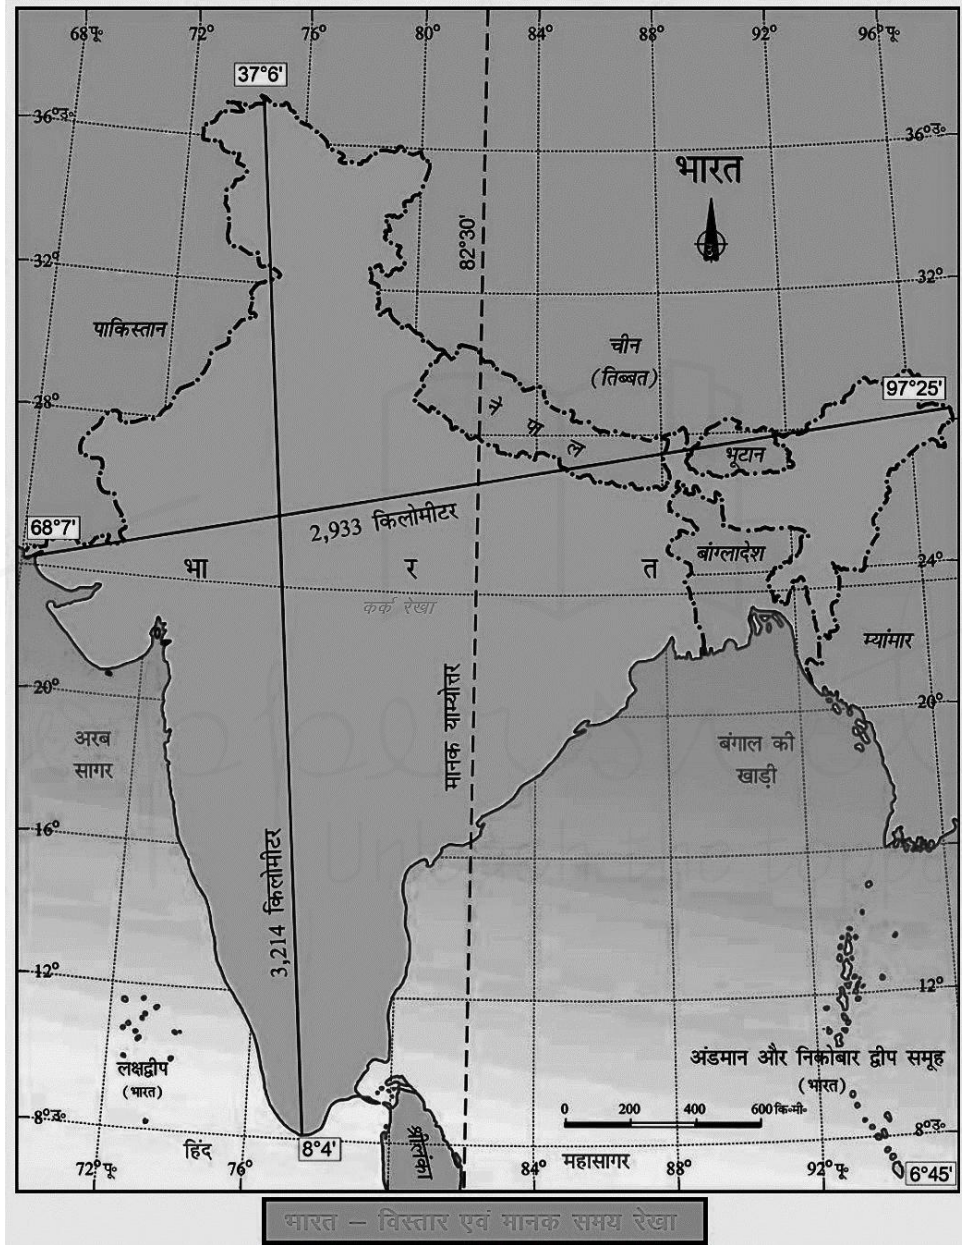 68°पू॰ 72° 76° 80° 84° 88° 92° 96°पू॰
37°6'
36°उ॰
36°उ॰
भारत
82°30'
32°
32°
पाकिस्तान
चीन
(तिब्बत)
97°25'
28°
नेपाल
भूटान
68°7'
2,933 किलोमीटर
बांग्लादेश
24°
भा र त
कर्क रेखा
म्यांमार
मानक याम्योत्तर
20°
20°
अरब
सागर
बंगाल की
खाड़ी
16°
3,214 किलोमीटर
12°
12°
लक्षद्वीप
(भारत)
अंडमान और निकोबार द्वीप समूह
(भारत)
0 200 400 600 कि॰मी॰
8°उ॰
8°उ॰
हिंद
8°4'
श्रीलंका
महासागर
72°पू॰ 76° 84° 88° 92°पू॰
6°45'
भारत – विस्तार एवं मानक समय रेखा